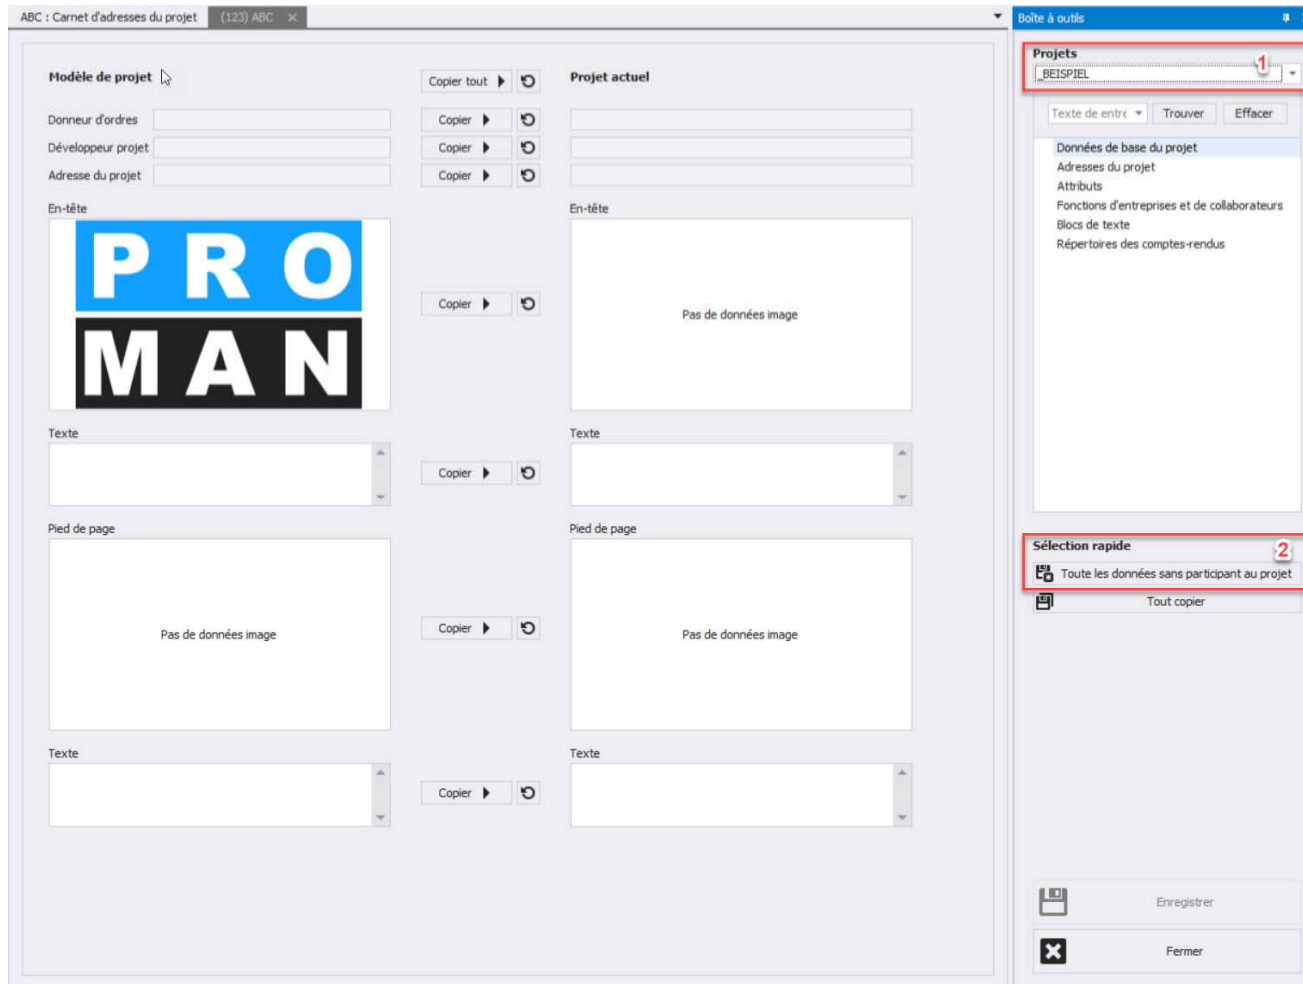 ABC : Carnet d'adresses du projet
(123) ABC
Modèle de projet
Copier tout
Projet actuel
Donneur d'ordres
Copier
Développeur projet
Copier
Adresse du projet
Copier
En-tête
En-tête
PRO
MAN
Copier
Pas de données image
Texte
Texte
Copier
Pied de page
Pied de page
Pas de données image
Copier
Pas de données image
Texte
Texte
Copier
Boîte à outils
Projets
1
_BEISPIEL
Texte de entre
Trouver
Effacer
Données de base du projet
Adresses du projet
Attributs
Fonctions d'entreprises et de collaborateurs
Blocs de texte
Répertoires des comptes-rendus
Sélection rapide
2
Toute les données sans participant au projet
Tout copier
Enregistrer
Fermer